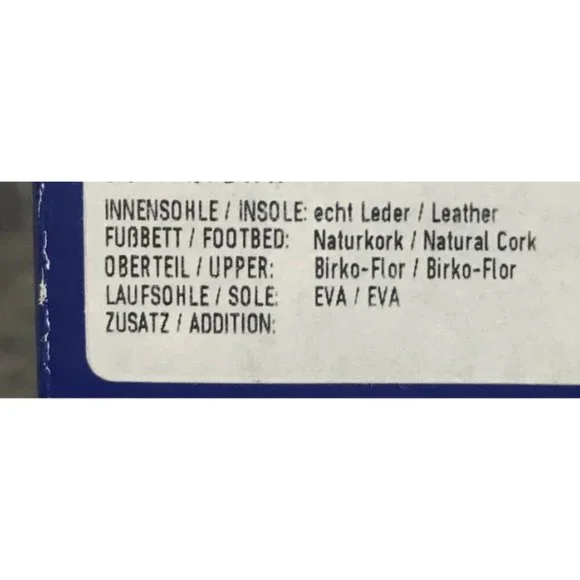 INNENSOHLE / INSOLE: echt Leder / Leather
FUßBETT / FOOTBED: Naturkork / Natural Cork
OBERTEIL / UPPER: Birko-Flor / Birko-Flor
LAUFSOHLE / SOLE: EVA / EVA
ZUSATZ / ADDITION: